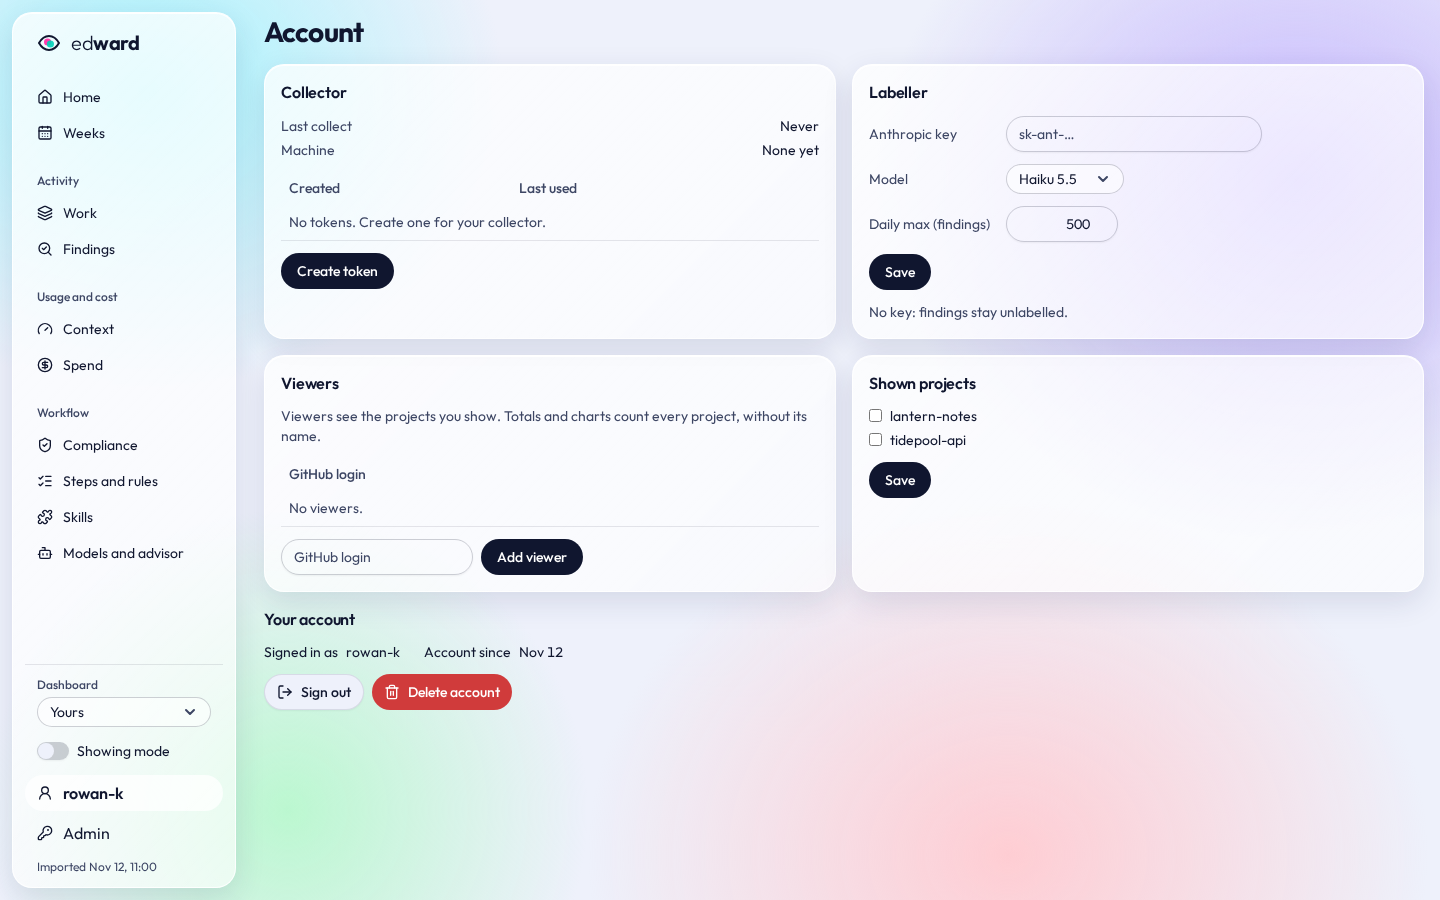 edward
Home
Weeks
Activity
Work
Findings
Usage and cost
Context
Spend
Workflow
Compliance
Steps and rules
Skills
Models and advisor
Dashboard
Yours
Showing mode
rowan-k
Admin
Imported Nov 12, 11:00
Account
Collector
Last collect Never
Machine None yet
Created Last used
No tokens. Create one for your collector.
Create token
Labeller
Anthropic key sk-ant-...
Model Haiku 5.5
Daily max (findings) 500
Save
No key: findings stay unlabelled.
Viewers
Viewers see the projects you show. Totals and charts count every project, without its
name.
GitHub login
No viewers.
GitHub login Add viewer
Shown projects
lantern-notes
tidepool-api
Save
Your account
Signed in as rowan-k Account since Nov 12
Sign out Delete account